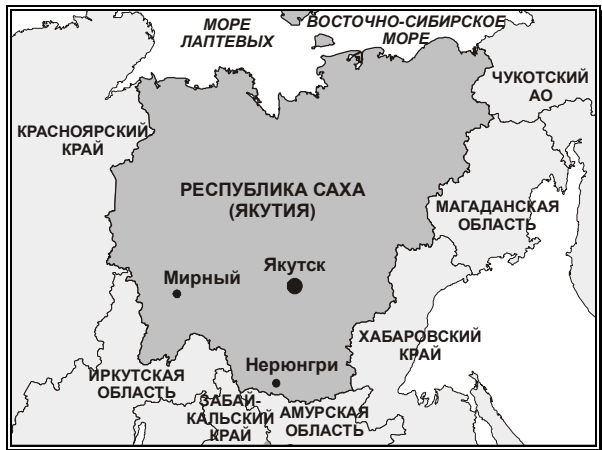 МОРЕ
ЛАПТЕВЫХ
ВОСТОЧНО-СИБИРСКОЕ
МОРЕ
ЧУКОТСКИЙ
АО
КРАСНОЯРСКИЙ
КРАЙ
РЕСПУБЛИКА САХА
(ЯКУТИЯ)
МАГАДАНСКАЯ
ОБЛАСТЬ
Якутск
Мирный
ХАБАРОВСКИЙ
КРАЙ
Нерюнгри
ИРКУТСКАЯ
ОБЛАСТЬ
ЗАБАЙ-
КАЛЬСКИЙ
КРАЙ
АМУРСКАЯ
ОБЛАСТЬ